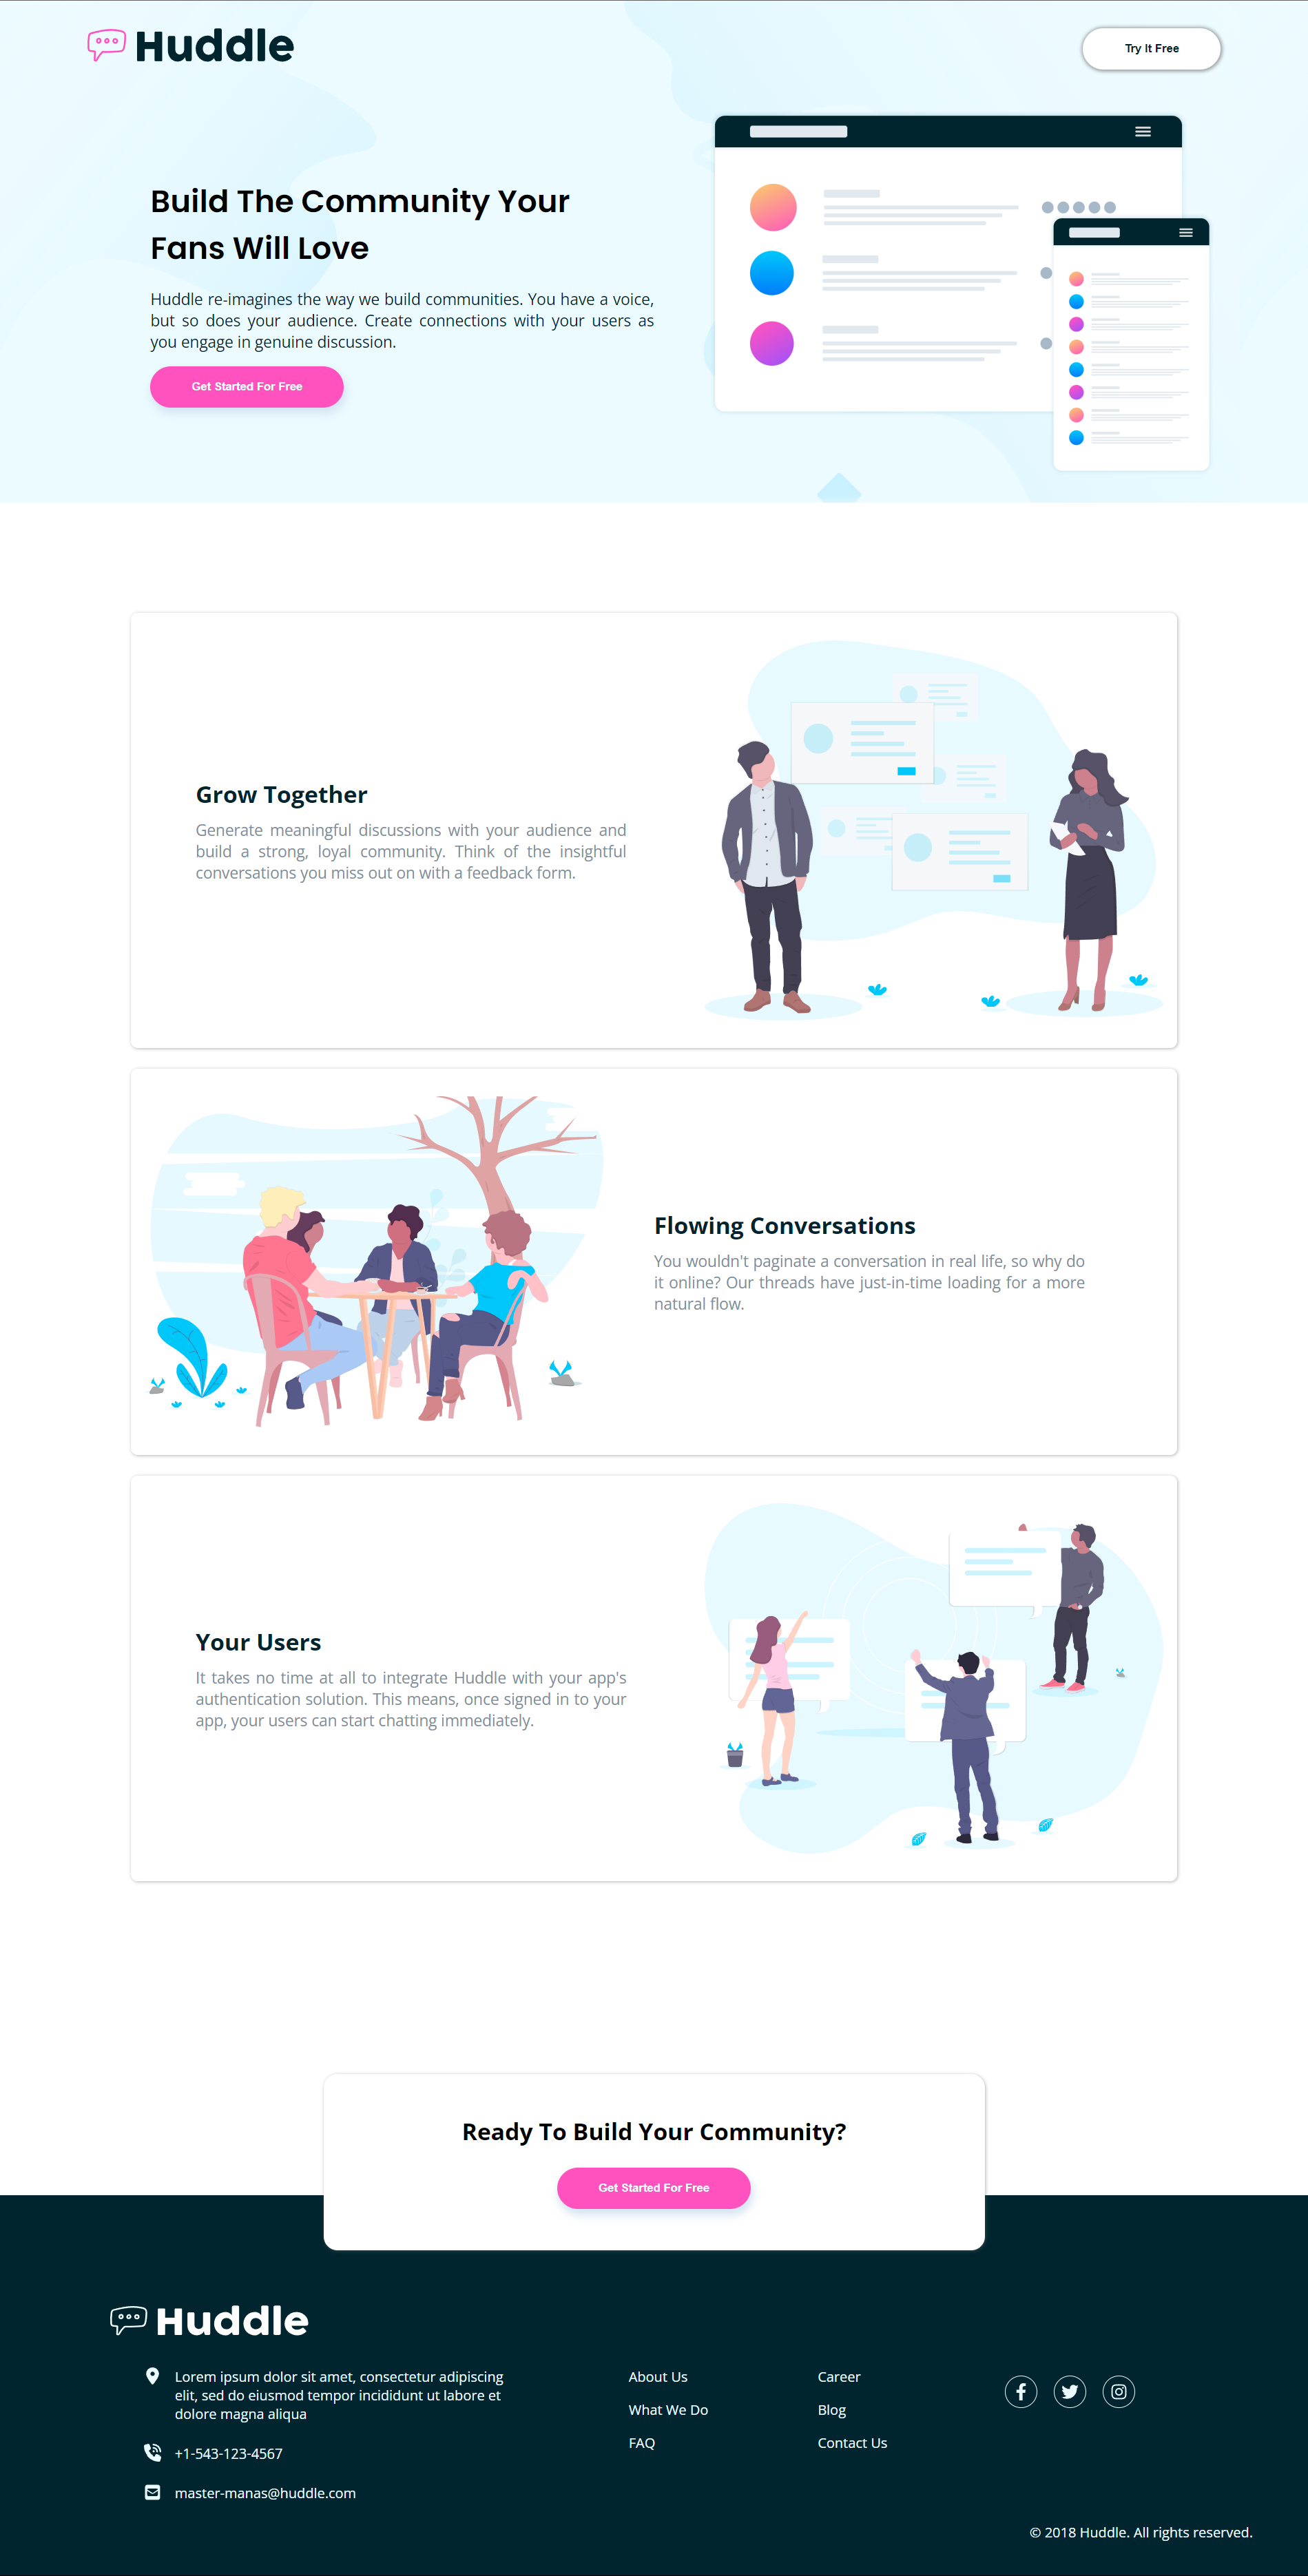 Huddle
Try It Free
Build The Community Your
Fans Will Love
Huddle re-imagines the way we build communities. You have a voice,
but so does your audience. Create connections with your users as
you engage in genuine discussion.
Get Started For Free
Grow Together
Generate meaningful discussions with your audience and
build a strong, loyal community. Think of the insightful
conversations you miss out on with a feedback form.
Flowing Conversations
You wouldn't paginate a conversation in real life, so why do
it online? Our threads have just-in-time loading for a more
natural flow.
Your Users
It takes no time at all to integrate Huddle with your app's
authentication solution. This means, once signed in to your
app, your users can start chatting immediately.
Ready To Build Your Community?
Get Started For Free
Huddle
Lorem ipsum dolor sit amet, consectetur adipiscing
elit, sed do eiusmod tempor incididunt ut labore et
dolore magna aliqua
+1-543-123-4567
master-manas@huddle.com
About Us
What We Do
FAQ
Career
Blog
Contact Us
© 2018 Huddle. All rights reserved.